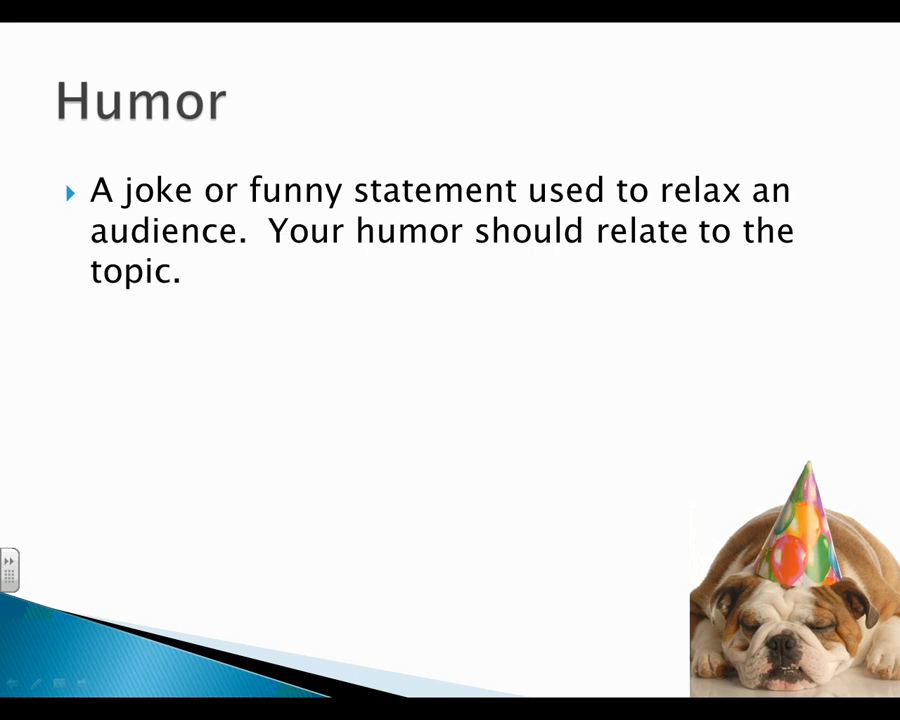 Humor
A joke or funny statement used to relax an
audience.  Your humor should relate to the
topic.